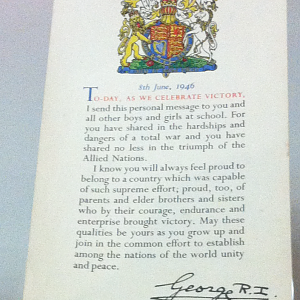 8th June, 1946
TO-DAY, AS WE CELEBRATE VICTORY,
I send this personal message to you and
all other boys and girls at school. For
you have shared in the hardships and
dangers of a total war and you have
shared no less in the triumph of the
Allied Nations.
I know you will always feel proud to
belong to a country which was capable
of such supreme effort; proud, too, of
parents and elder brothers and sisters
who by their courage, endurance and
enterprise brought victory. May these
qualities be yours as you grow up and
join in the common effort to establish
among the nations of the world unity
and peace.
George R.I.